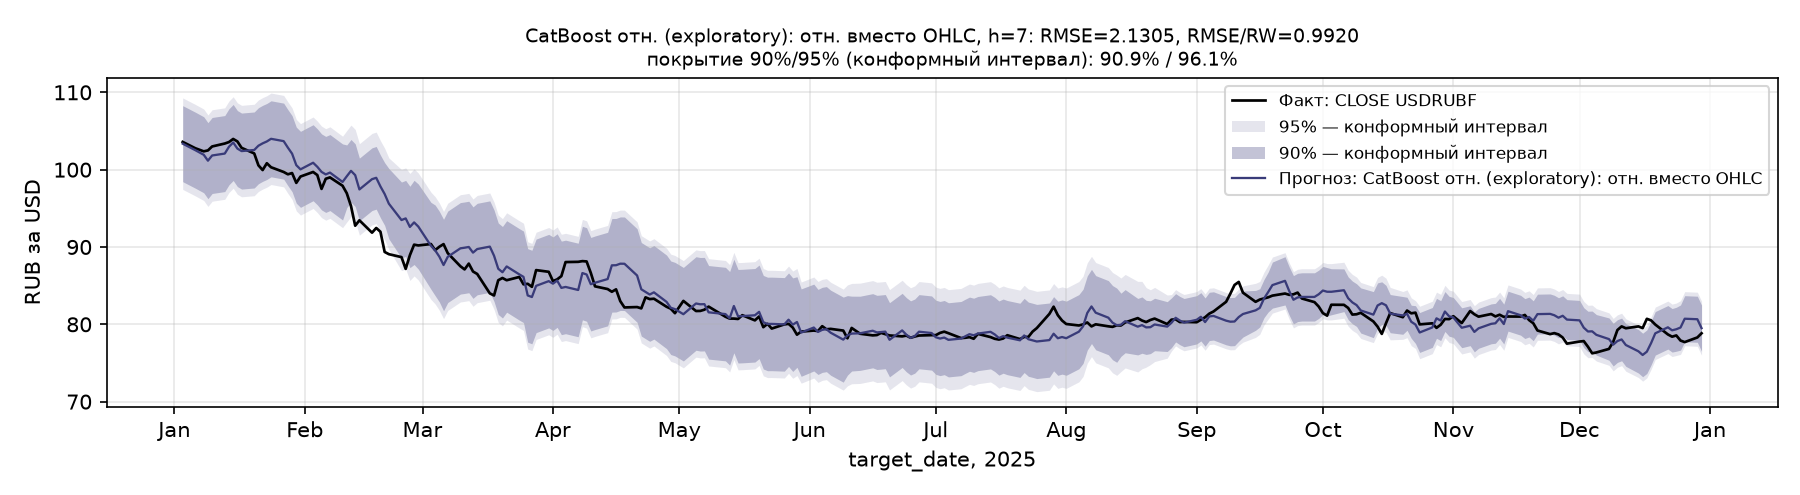 CatBoost отн. (exploratory): отн. вместо OHLC, h=7: RMSE=2.1305, RMSE/RW=0.9920
покрытие 90%/95% (конформный интервал): 90.9% / 96.1%
RUB за USD
110
100
90
80
70
Факт: CLOSE USDRUBF
95% — конформный интервал
90% — конформный интервал
Прогноз: CatBoost отн. (exploratory): отн. вместо OHLC
Jan Feb Mar Apr May Jun Jul Aug Sep Oct Nov Dec Jan
target_date, 2025